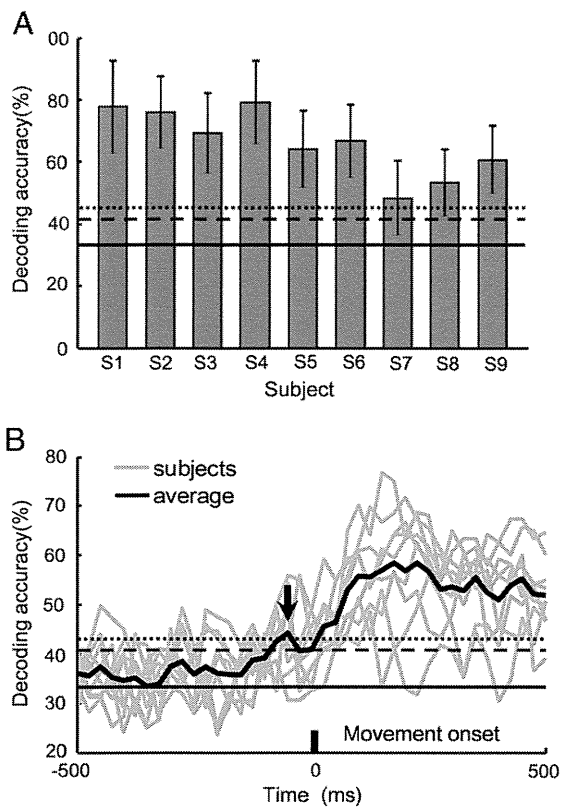 A
Decoding accuracy(%)
00
80
60
40
20
0
S1 S2 S3 S4 S5 S6 S7 S8 S9
Subject
B
Decoding accuracy(%)
80
70
60
50
40
30
20
subjects
average
Movement onset
-500 0 500
Time (ms)